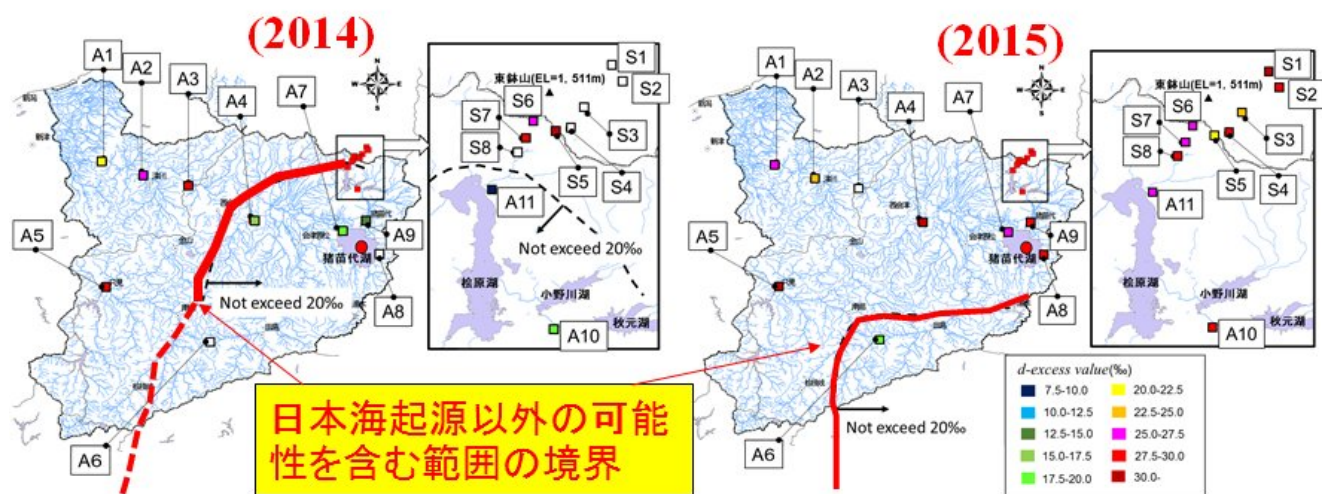 (2014)
A1
A2
A3
A4
A7
A5
A9
猪苗代湖
A8
Not exceed 20‰
A6
S1
東鉢山(EL=1, 511m)
S2
S6
S7
S3
S8
S5
S4
A11
Not exceed 20‰
桧原湖
小野川湖
秋元湖
A10
日本海起源以外の可能
性を含む範囲の境界
(2015)
A1
A2
A3
A4
A7
A5
西会津
A9
猪苗代湖
A8
Not exceed 20‰
A6
S1
東鉢山(EL=1, 511m)
S2
S6
S7
S3
S8
S5
S4
A11
桧原湖
小野川湖
秋元湖
A10
d-excess value(‰)
7.5-10.0
20.0-22.5
10.0-12.5
22.5-25.0
12.5-15.0
25.0-27.5
15.0-17.5
27.5-30.0
17.5-20.0
30.0-